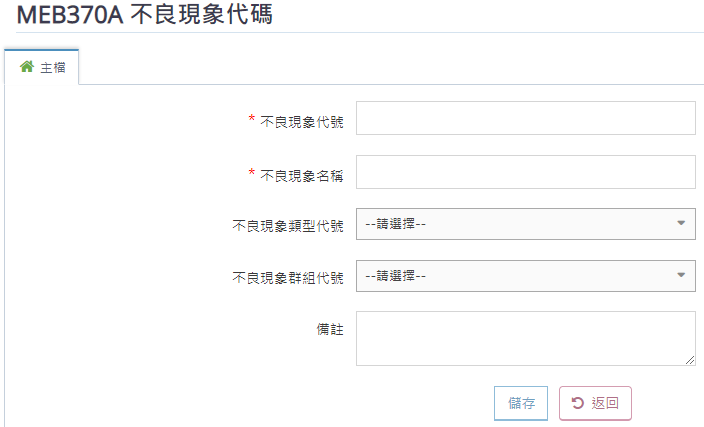 MEB370A 不良現象代碼
主檔
* 不良現象代號
* 不良現象名稱
不良現象類型代號 --請選擇--
不良現象群組代號 --請選擇--
備註
儲存 返回